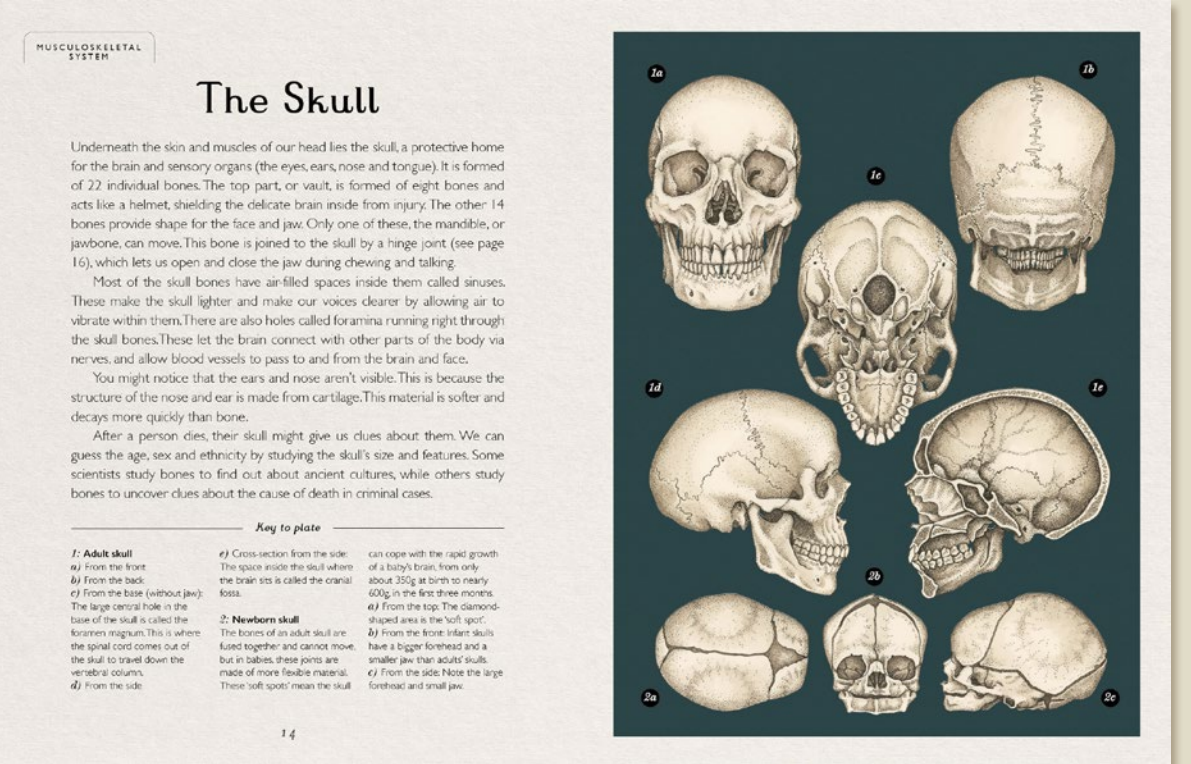 MUSCULOSKELETAL
SYSTEM
The Skull
Underneath the skin and muscles of our head lies the skull, a protective home
for the brain and sensory organs (the eyes, ears, nose and tongue). It is formed
of 22 individual bones. The top part, or vault, is formed of eight bones and
acts like a helmet, shielding the delicate brain inside from injury. The other 14
bones provide shape for the face and jaw. Only one of these, the mandible, or
jawbone, can move. This bone is joined to the skull by a hinge joint (see page
16), which lets us open and close the jaw during chewing and talking.
Most of the skull bones have air-filled spaces inside them called sinuses.
These make the skull lighter and make our voices clearer by allowing air to
vibrate within them. There are also holes called foramina running right through
the skull bones. These let the brain connect with other parts of the body via
nerves, and allow blood vessels to pass to and from the brain and face.
You might notice that the ears and nose aren't visible. This is because the
structure of the nose and ear is made from cartilage. This material is softer and
decays more quickly than bone.
After a person dies, their skull might give us clues about them. We can
guess the age, sex and ethnicity by studying the skull's size and features. Some
scientists study bones to find out about ancient cultures, while others study
bones to uncover clues about the cause of death in criminal cases.
Key to plate
1: Adult skull
a) From the front
b) From the back
c) From the base (without jaw):
The large central hole in the
base of the skull is called the
foramen magnum. This is where
the spinal cord comes out of
the skull to travel down the
vertebral column.
d) From the side
e) Cross-section from the side:
The space inside the skull where
the brain sits is called the cranial
fossa.
2: Newborn skull
The bones of an adult skull are
fused together and cannot move,
but in babies, these joints are
made of more flexible material.
These 'soft spots' mean the skull
can cope with the rapid growth
of a baby's brain, from only
about 350g at birth to nearly
600g, in the first three months.
a) From the top: The diamond-
shaped area is the 'soft spot'.
b) From the front: Infant skulls
have a bigger forehead and a
smaller jaw than adults' skulls.
c) From the side: Note the large
forehead and small jaw.
14
1a
1b
1c
1d
1e
2b
2a
2c